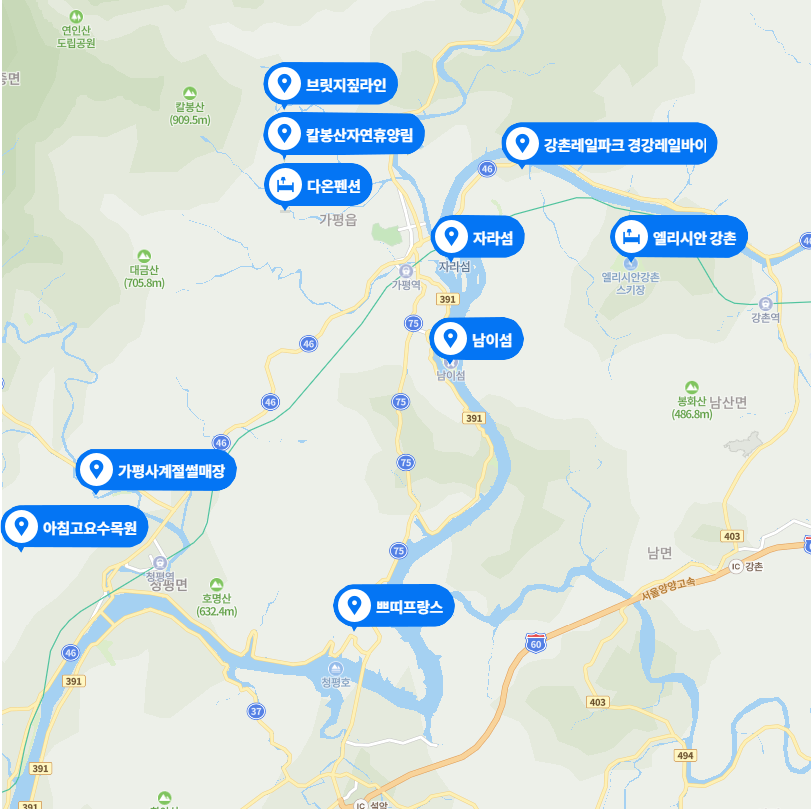 연인산
도립공원
중면
브릿지짚라인
칼봉산
(909.5m)
칼봉산자연휴양림
강촌레일파크 경강레일바이
46
다온펜션
가평읍
자라섬
엘리시안 강촌
46
대금산
(705.8m)
자라섬
가평역
엘리시안강촌
스키장
391
강촌역
75
남이섬
46
남이섬
봉화산
(486.8m)
남산면
46
75
391
46
75
가평사계절썰매장
아침고요수목원
403
75
남면
IC 강촌
청평역
청평면
호명산
(632.4m)
서울양양고속
쁘띠프랑스
60
46
청평호
391
403
37
494
391
391
IC 설악